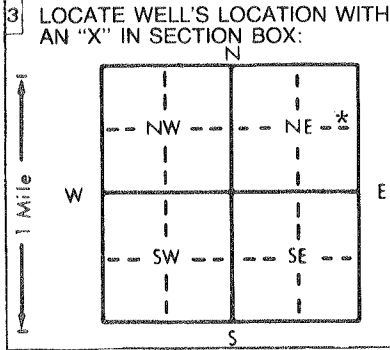 3 LOCATE WELL'S LOCATION WITH
AN "X" IN SECTION BOX:
N
NW NE *
1 Mile
W E
SW SE
S